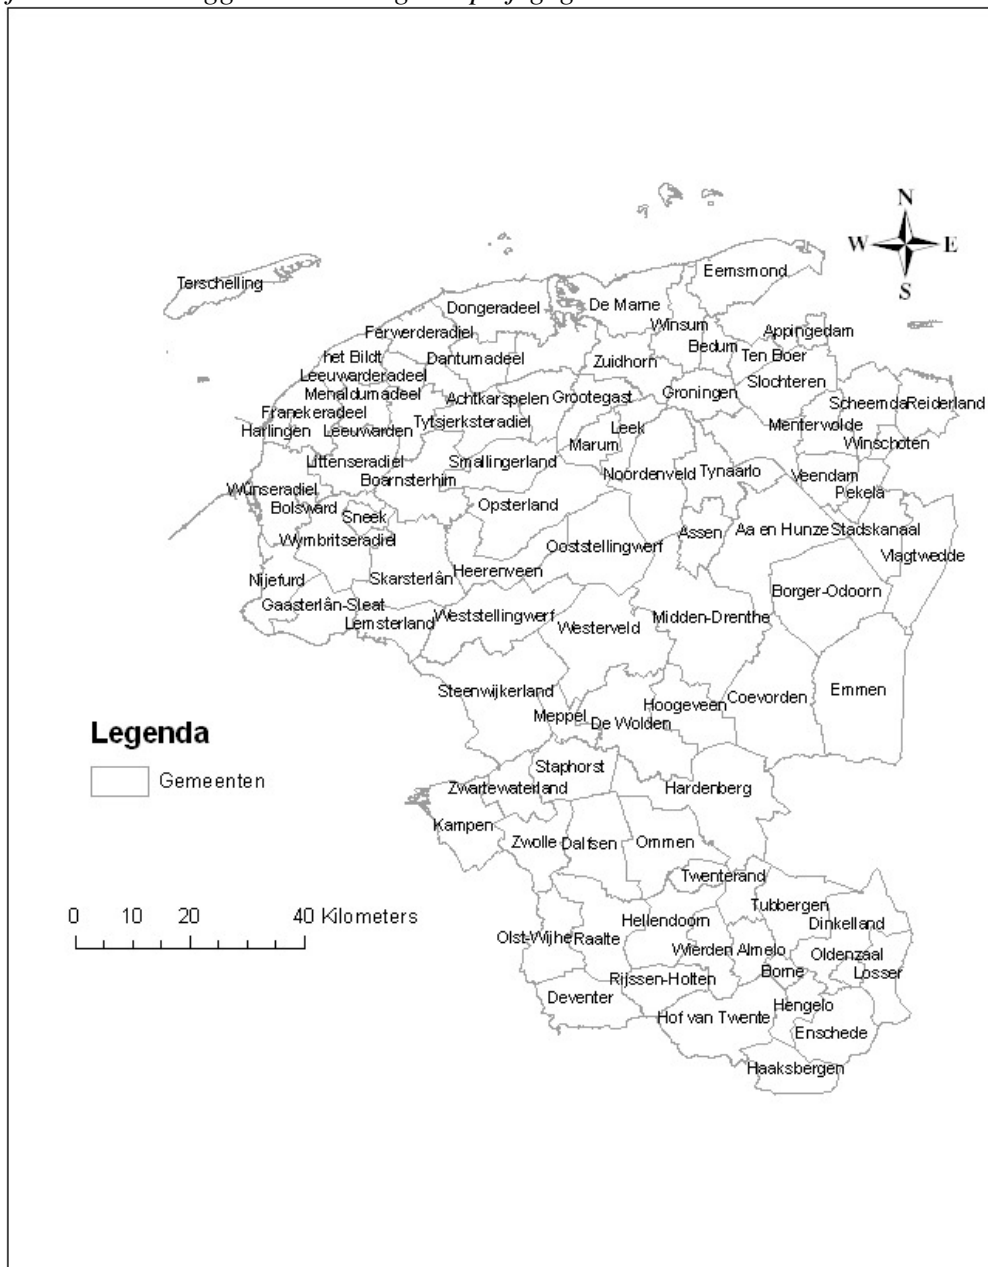 N
W E
S
Terschelling
Eemsmond
Dongeradeel
De Marne
Ferwerderadiel
Winsum
Appingedam
Bedum
Ten Boer
het Bildt
Dantumadeel
Zuidhorn
Leeuwarderadeel
Slochteren
Menaldumadeel
Achtkarspelen
Grootegast
Groningen
Scheemda
Reiderland
Franekeradeel
Tytsjerksteradiel
Leek
Menterwolde
Harlingen
Leeuwarden
Marum
Winschoten
Littenseradiel
Smallingerland
Noordenveld
Tynaarlo
Veendam
Boarnsterhim
Pekela
Wûnseradiel
Bolsward
Sneek
Opsterland
Assen
Aa en Hunze
Stadskanaal
Wymbritseradiel
Ooststellingwerf
Vlagtwedde
Nijefurd
Skarsterlân
Heerenveen
Borger-Odoorn
Gaasterlân-Sleat
Lemsterland
Weststellingwerf
Westerveld
Midden-Drenthe
Steenwijkerland
Hoogeveen
Coevorden
Emmen
Meppel
De Wolden
Legenda
Gemeenten
Staphorst
Zwartewaterland
Hardenberg
Kampen
Zwolle
Dalfsen
Ommen
Twenterand
Tubbergen
0 10 20 40 Kilometers
Hellendoorn
Dinkelland
Olst-Wijhe
Raalte
Wierden
Almelo
Oldenzaal
Rijssen-Holten
Borne
Losser
Deventer
Hof van Twente
Hengelo
Enschede
Haaksbergen